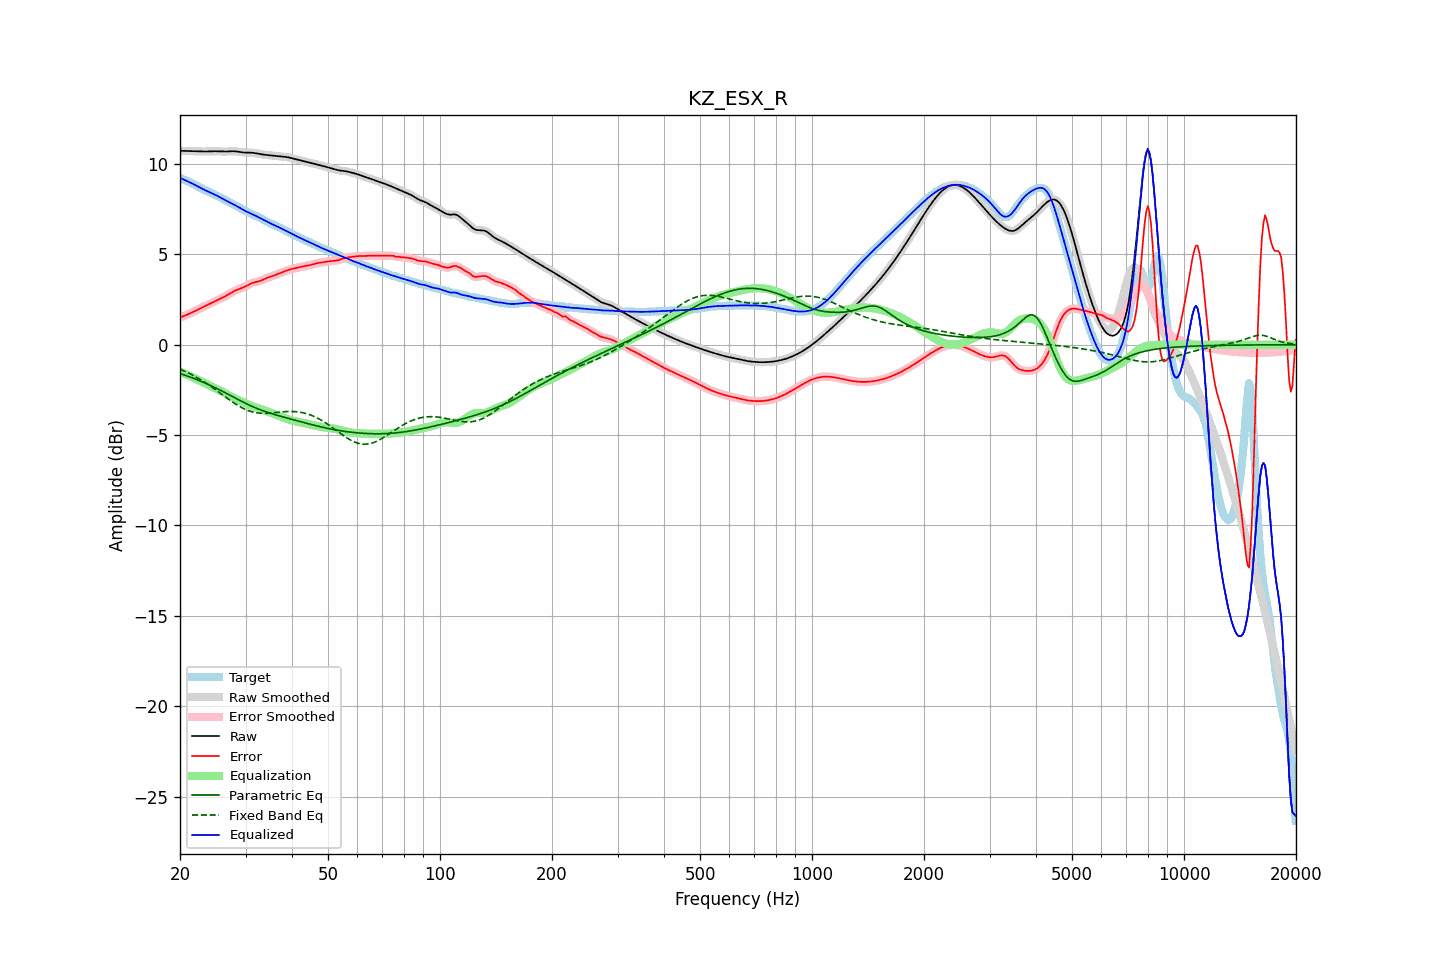 KZ_ESX_R
Amplitude (dBr)
10
5
0
−5
−10
−15
−20
−25
Target
Raw Smoothed
Error Smoothed
Raw
Error
Equalization
Parametric Eq
Fixed Band Eq
Equalized
20 50 100 200 500 1000 2000 5000 10000 20000
Frequency (Hz)